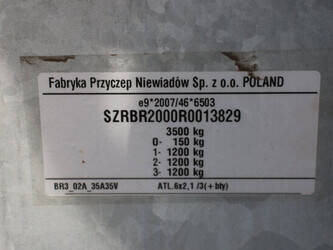 Fabryka Przyczep Niewiadów Sp. z o.o. POLAND
e9*2007/46*6503
SZRBR2000R0013829
3500 kg
0- 150 kg
1- 1200 kg
2- 1200 kg
3- 1200 kg
BR3_02A_35A35V ATL.6x2,1 /3(+bty)